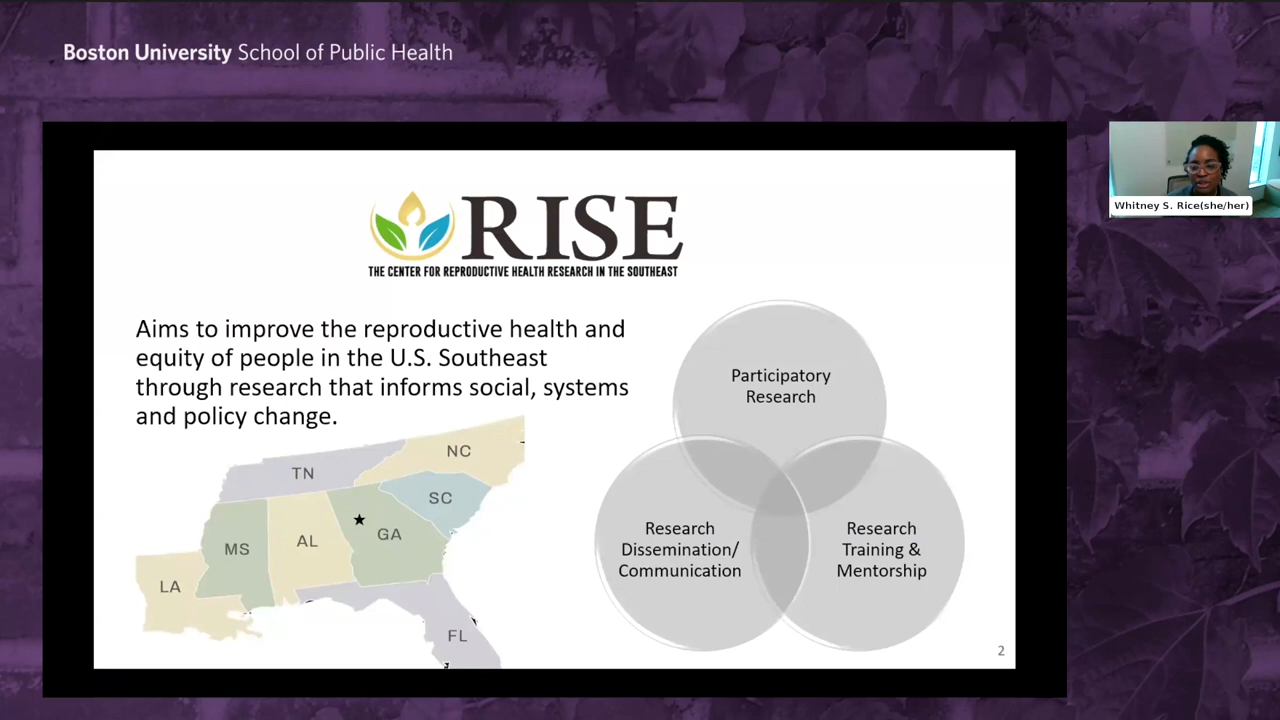 Boston University School of Public Health
RISE
THE CENTER FOR REPRODUCTIVE HEALTH RESEARCH IN THE SOUTHEAST
Aims to improve the reproductive health and
equity of people in the U.S. Southeast
through research that informs social, systems
and policy change.
TN
NC
SC
MS
AL
GA
LA
FL
Participatory
Research
Research
Dissemination/
Communication
Research
Training &
Mentorship
2
Whitney S. Rice(she/her)